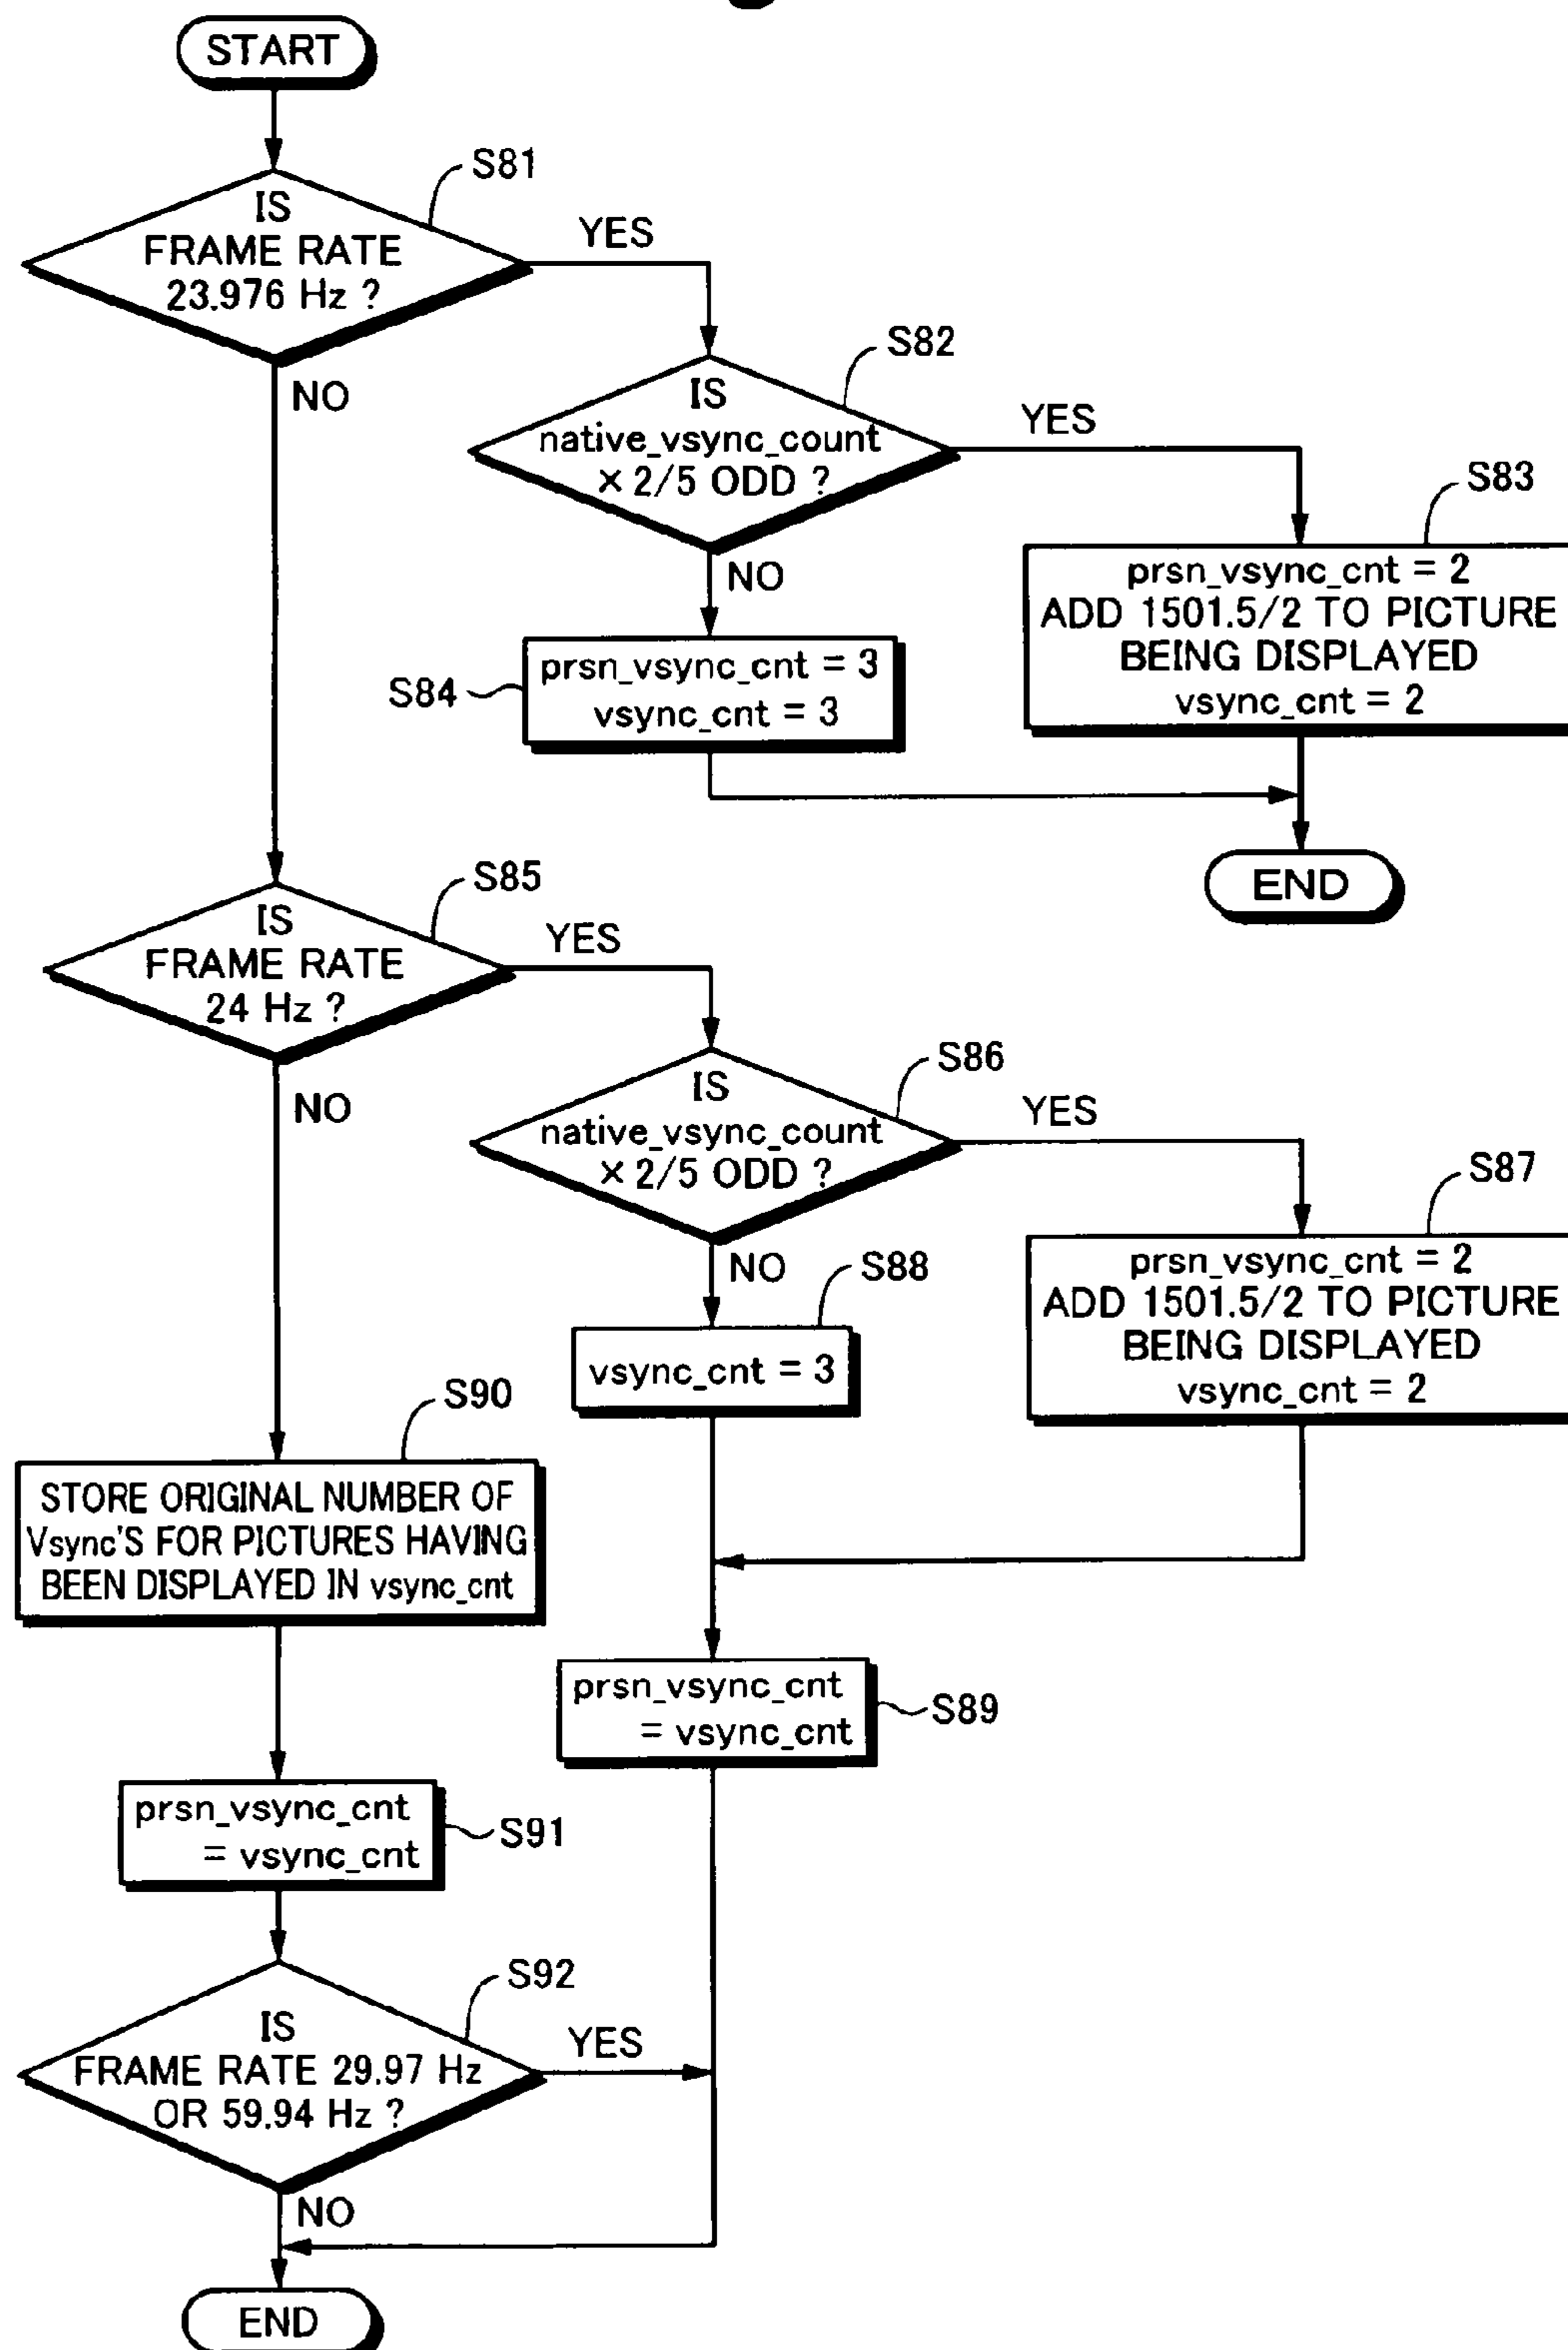 START
S81
IS
FRAME RATE
23.976 Hz ?
YES
NO
S82
IS
native_vsync_count
× 2/5 ODD ?
YES
NO
S83
prsn_vsync_cnt = 2
ADD 1501.5/2 TO PICTURE
BEING DISPLAYED
vsync_cnt = 2
S84
prsn_vsync_cnt = 3
vsync_cnt = 3
END
S85
IS
FRAME RATE
24 Hz ?
YES
NO
S86
IS
native_vsync_count
× 2/5 ODD ?
YES
NO
S87
prsn_vsync_cnt = 2
ADD 1501.5/2 TO PICTURE
BEING DISPLAYED
vsync_cnt = 2
S88
vsync_cnt = 3
S90
STORE ORIGINAL NUMBER OF
Vsync'S FOR PICTURES HAVING
BEEN DISPLAYED IN vsync_cnt
prsn_vsync_cnt
= vsync_cnt
S89
prsn_vsync_cnt
= vsync_cnt
S91
S92
IS
FRAME RATE 29.97 Hz
OR 59.94 Hz ?
YES
NO
END